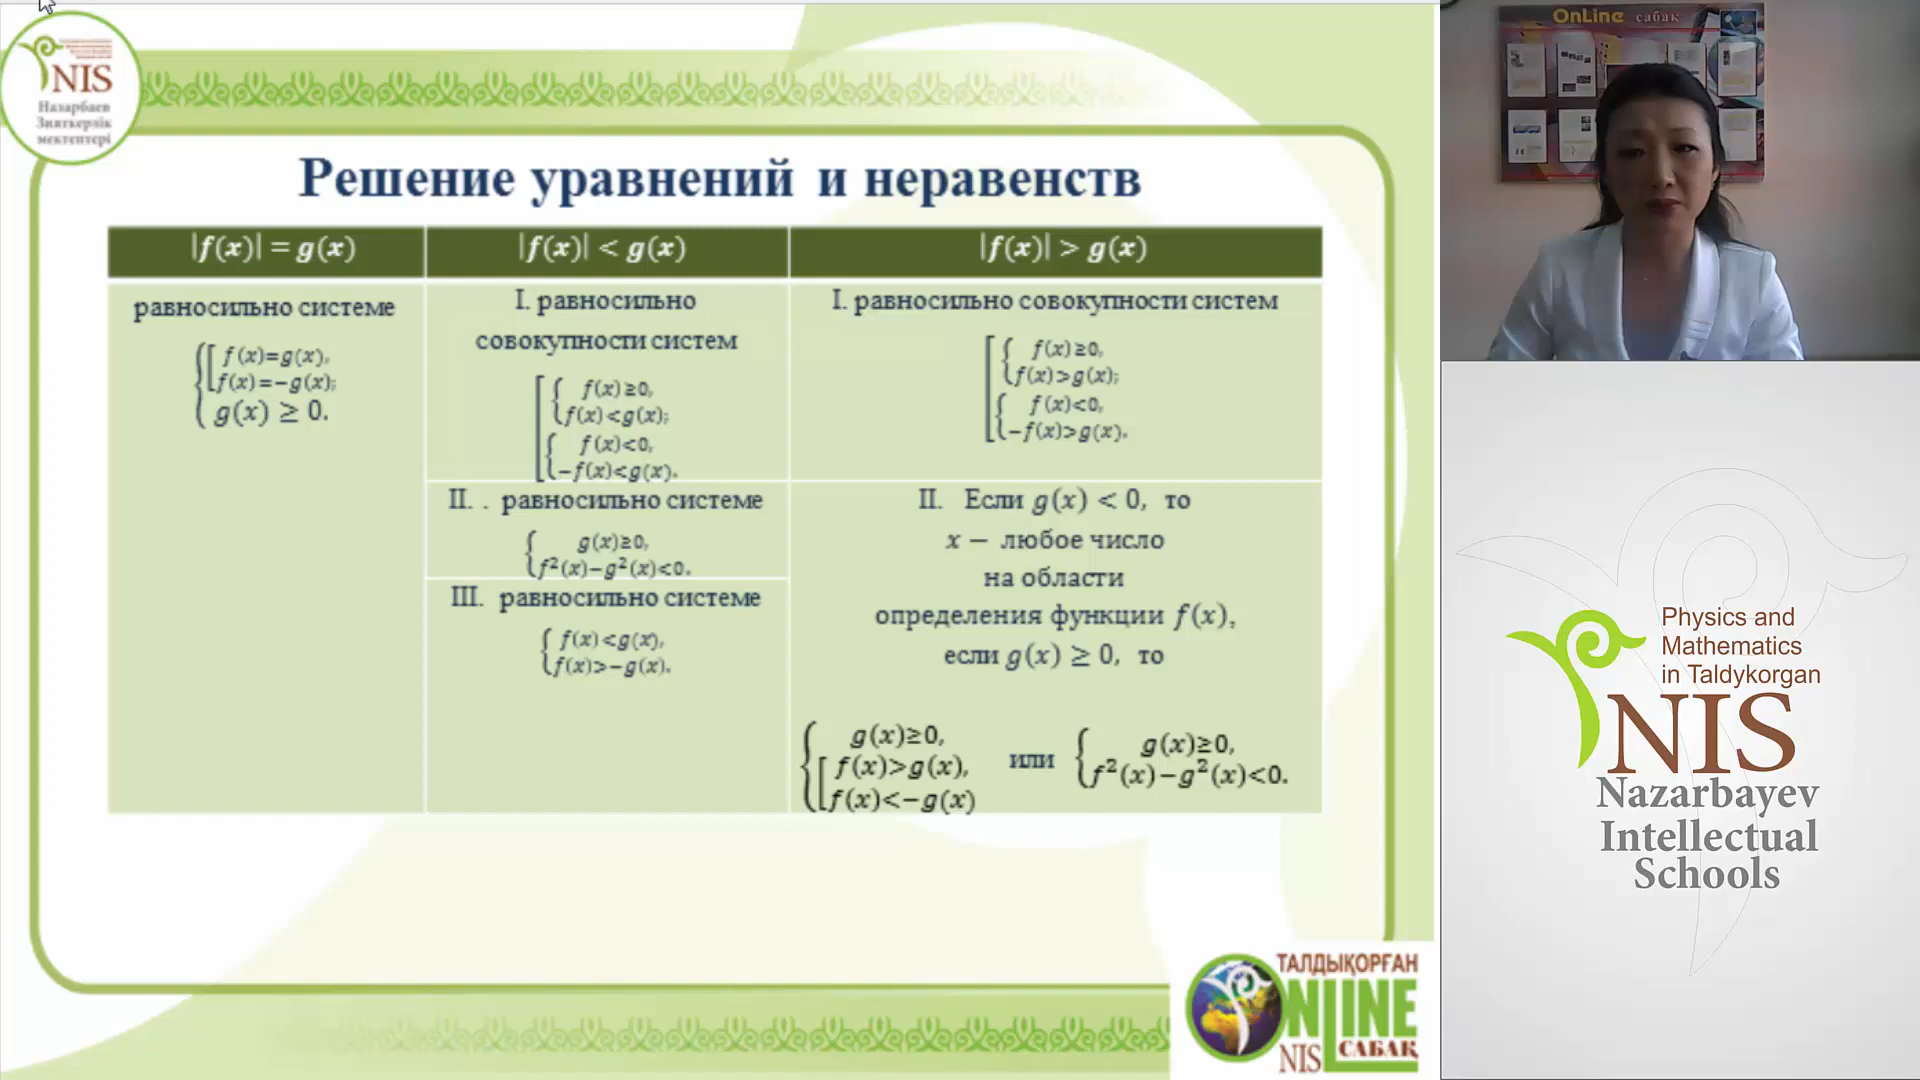 NIS
Назарбаев
Зияткерлік
мектептері
Решение уравнений и неравенств
|f(x)| = g(x)
|f(x)| < g(x)
|f(x)| > g(x)
равносильно системе
f(x)=g(x),
f(x)=−g(x);
g(x) ≥ 0.
I. равносильно
совокупности систем
f(x)≥0,
f(x)<g(x);
f(x)<0,
−f(x)<g(x).
II. . равносильно системе
g(x)≥0,
f²(x)−g²(x)<0.
III. равносильно системе
f(x)<g(x),
f(x)>−g(x).
I. равносильно совокупности систем
f(x)≥0,
f(x)>g(x);
f(x)<0,
−f(x)>g(x).
II. Если g(x) < 0, то
x − любое число
на области
определения функции f(x),
если g(x) ≥ 0, то
g(x)≥0,
f(x)>g(x),
f(x)<−g(x)
или
g(x)≥0,
f²(x)−g²(x)<0.
ТАЛДЫҚОРҒАН
ONLINE
NIS САБАҚ
OnLine сабак
Physics and
Mathematics
in Taldykorgan
NIS
Nazarbayev
Intellectual
Schools